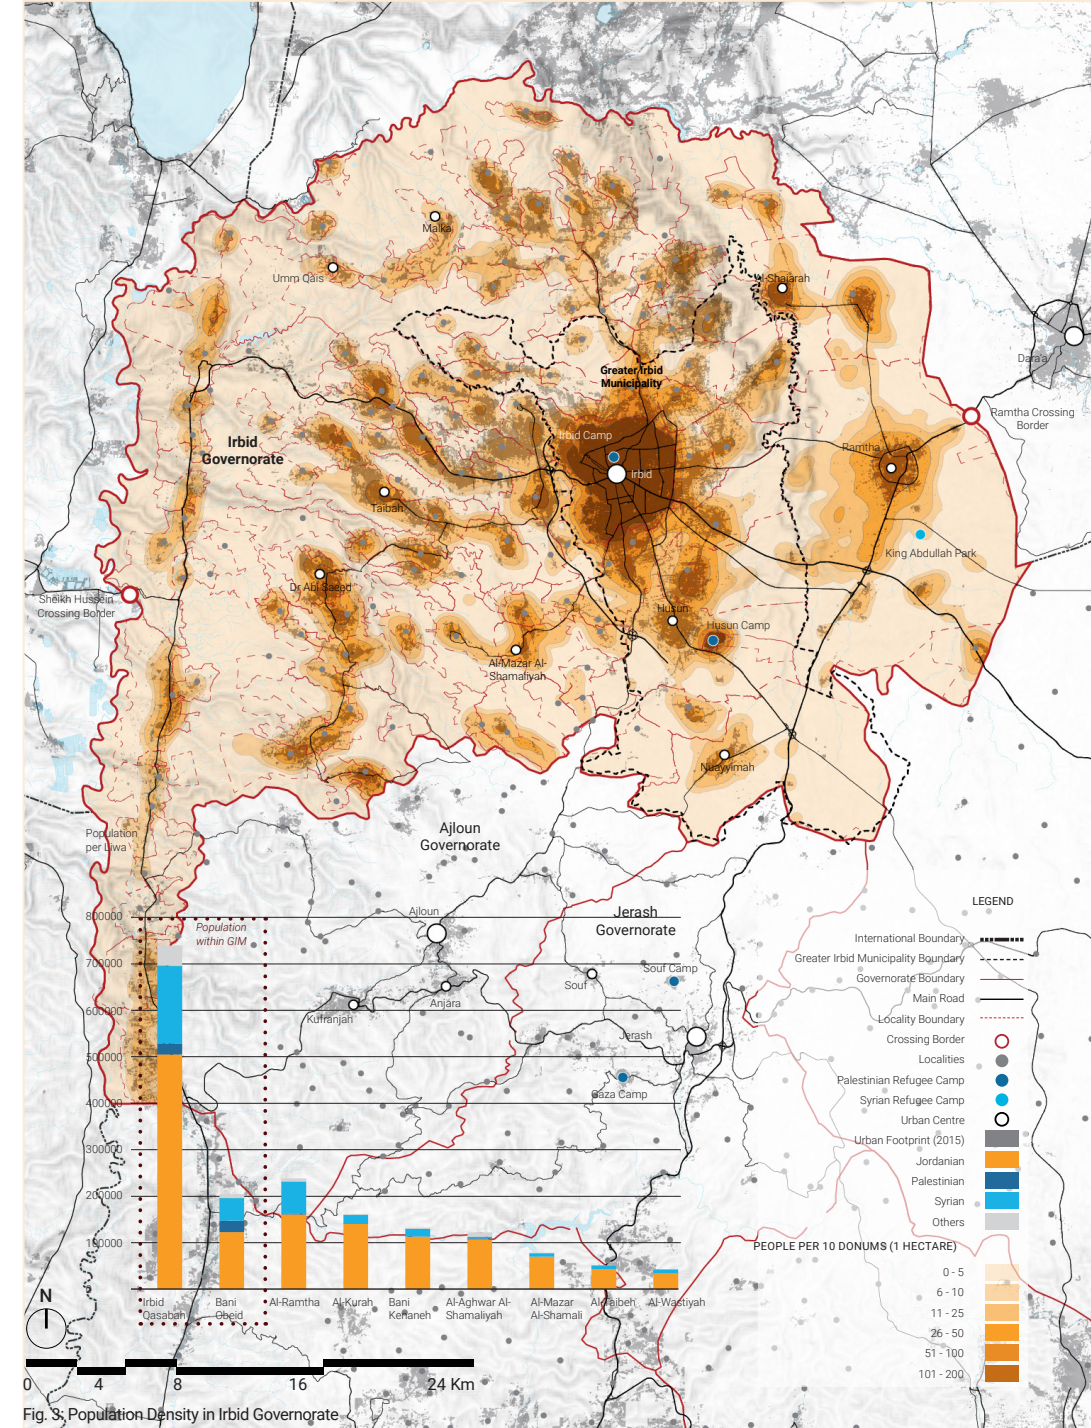 Malka
Umm Qais
Al-Shajarah
Dara'a
Greater Irbid
Municipality
Ramtha Crossing
Border
Irbid Camp
Irbid
Governorate
Ramtha
Irbid
Taibah
King Abdullah Park
Dr Abi Saeed
Sheikh Hussein
Crossing Border
Husun
Husun Camp
Al-Mazar Al-
Shamaliyah
Nuayyimah
Population
per Liwa
Ajloun
Governorate
LEGEND
Ajloun
Jerash
Governorate
800000
Population
within GIM
700000
600000
500000
400000
300000
200000
100000
Souf Camp
Souf
Anjara
Kufranjah
Jerash
Gaza Camp
International Boundary
Greater Irbid Municipality Boundary
Governorate Boundary
Main Road
Locality Boundary
Crossing Border
Localities
Palestinian Refugee Camp
Syrian Refugee Camp
Urban Centre
Urban Footprint (2015)
Jordanian
Palestinian
Syrian
Others
PEOPLE PER 10 DONUMS (1 HECTARE)
0 - 5
6 - 10
11 - 25
26 - 50
51 - 100
101 - 200
Irbid
Qasabah
Bani
Obeid
Al-Ramtha
Al-Kurah
Bani
Kenaneh
Al-Aghwar Al-
Shamaliyah
Al-Mazar
Al-Shamali
Al-Taibeh
Al-Wastiyah
N
0 4 8 16 24 Km
Fig. 3: Population Density in Irbid Governorate